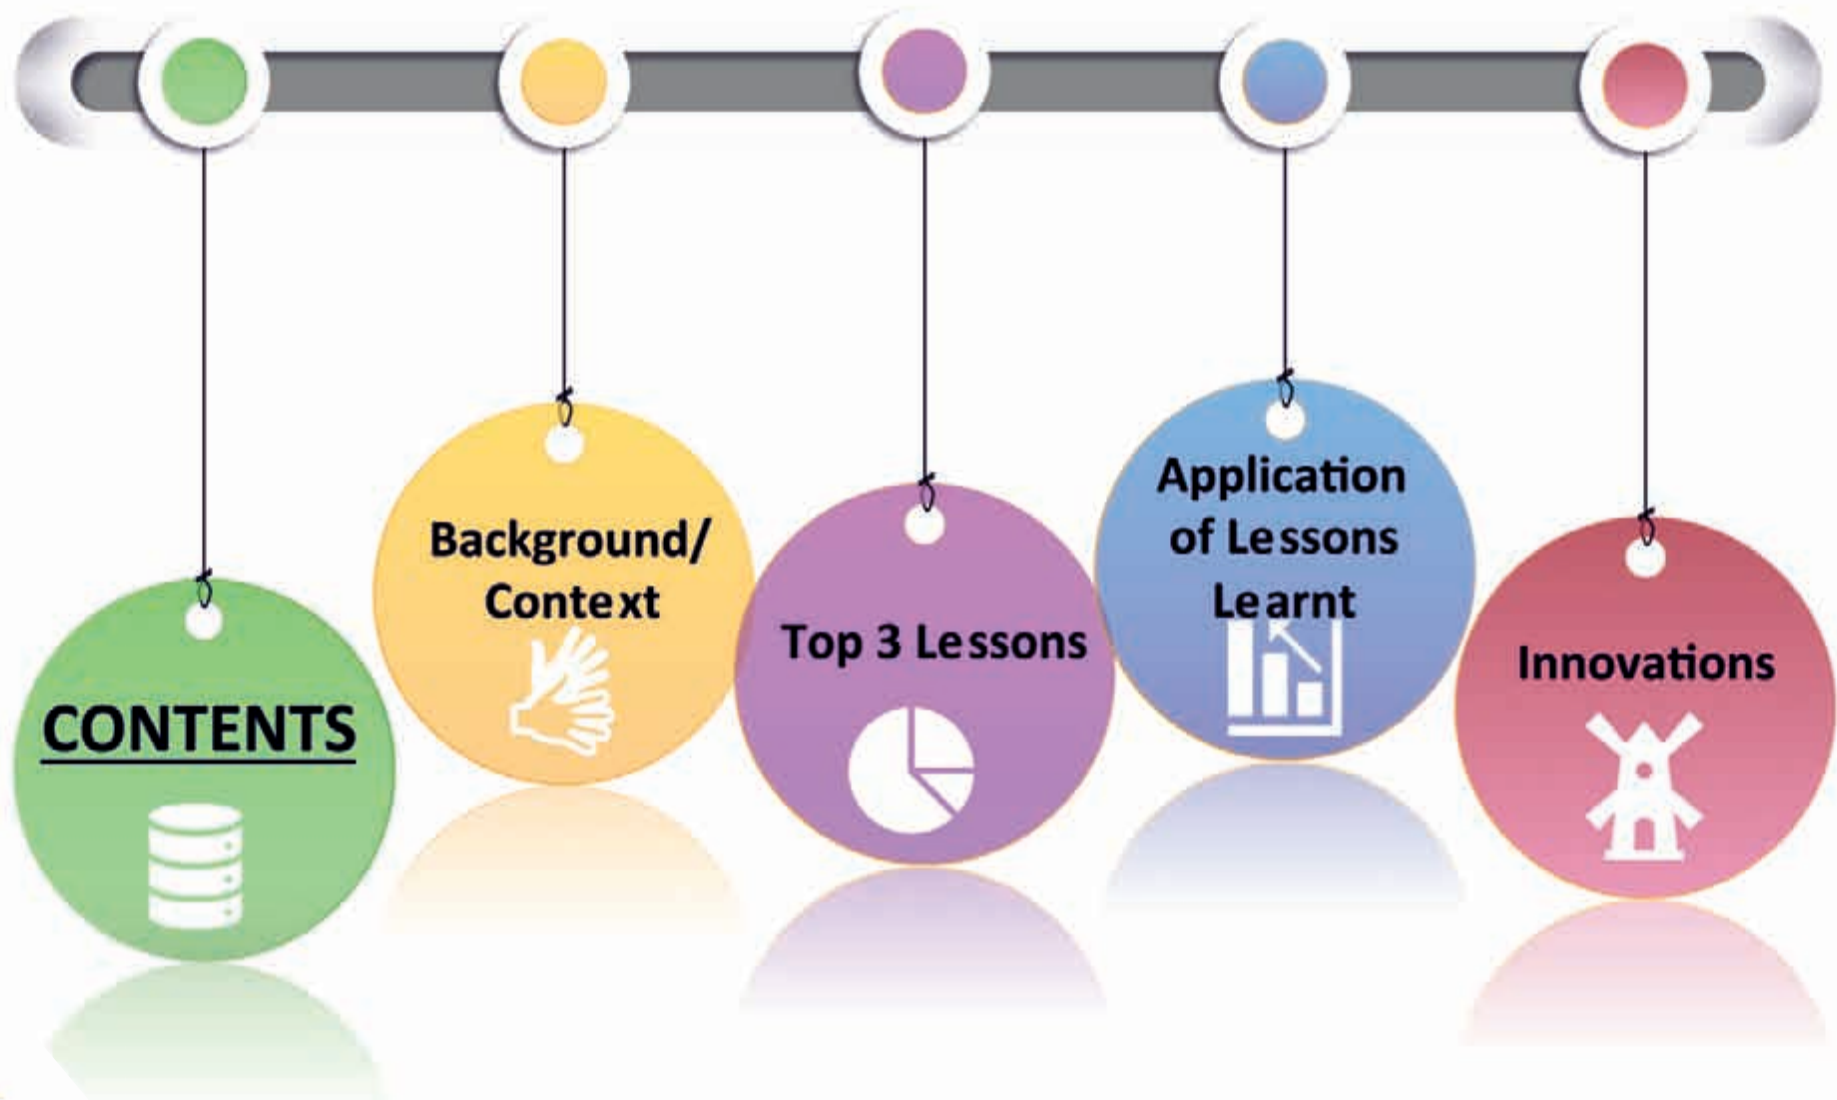 CONTENTS
Background/
Context
Top 3 Lessons
Application
of Lessons
Learnt
Innovations